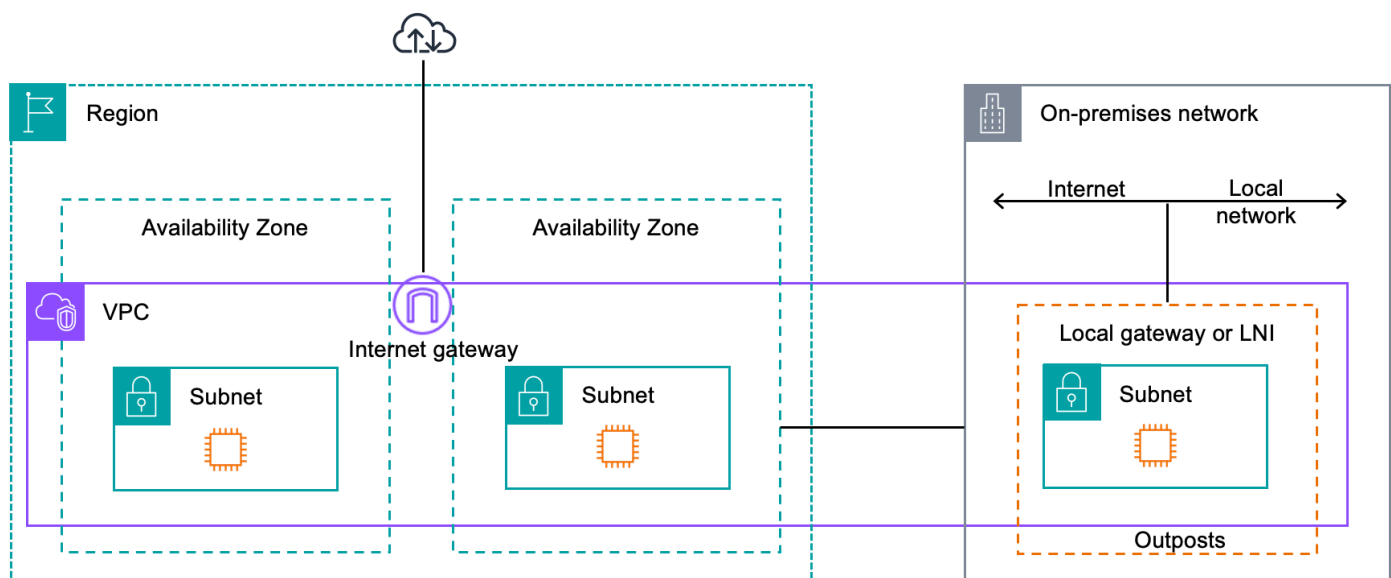 Region
On-premises network
Internet
Local
network
Availability Zone
Availability Zone
VPC
Internet gateway
Local gateway or LNI
Subnet
Subnet
Subnet
Outposts